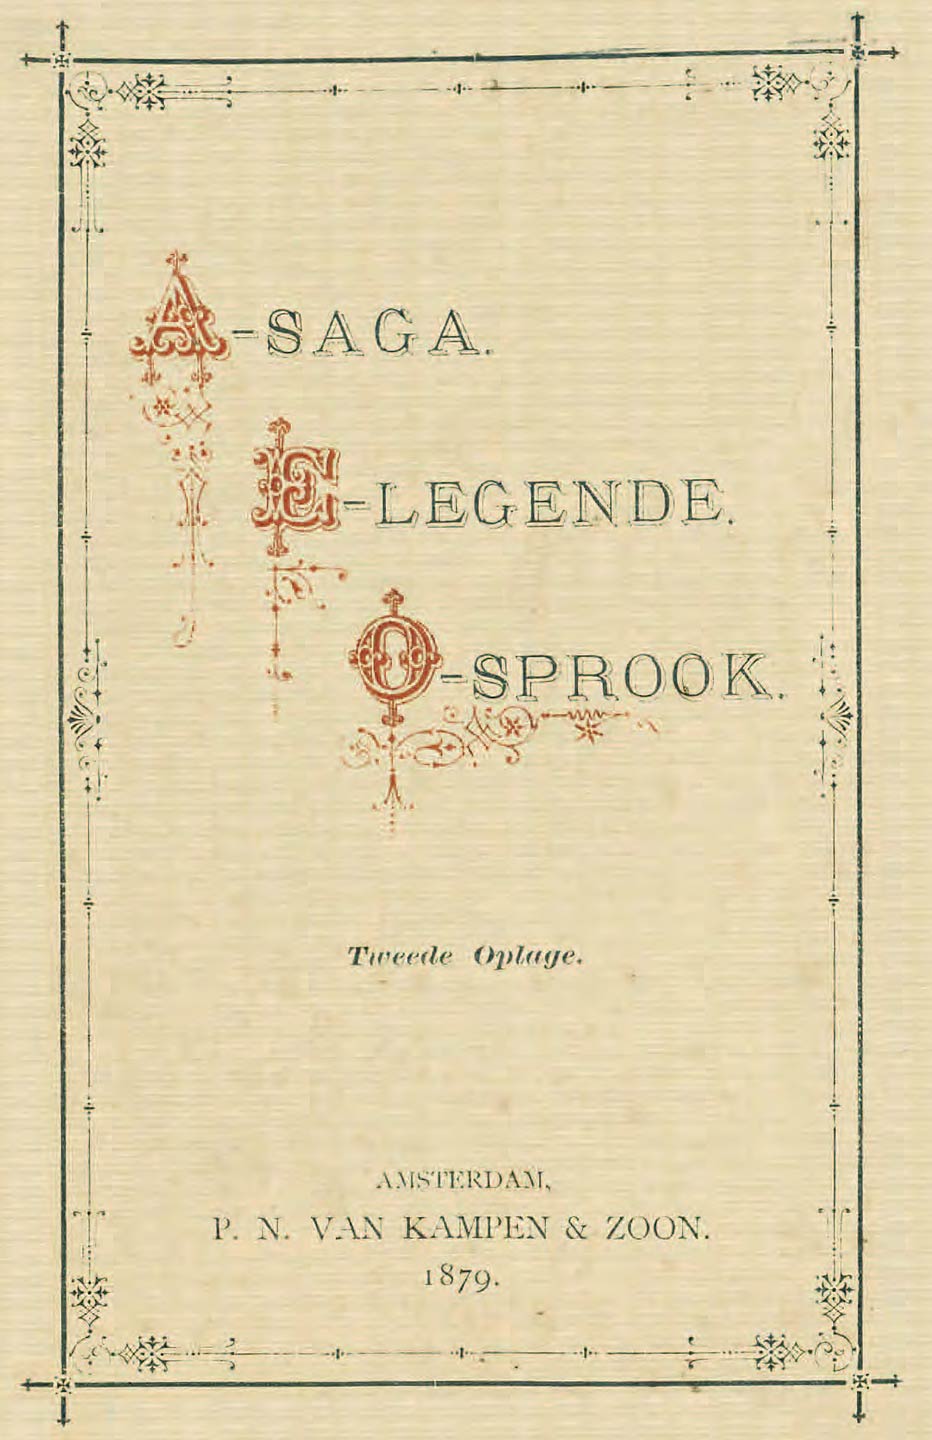 A-SAGA.
E-LEGENDE.
O-SPROOK.
Tweede Oplage.
AMSTERDAM,
P. N. VAN KAMPEN & ZOON.
1879.